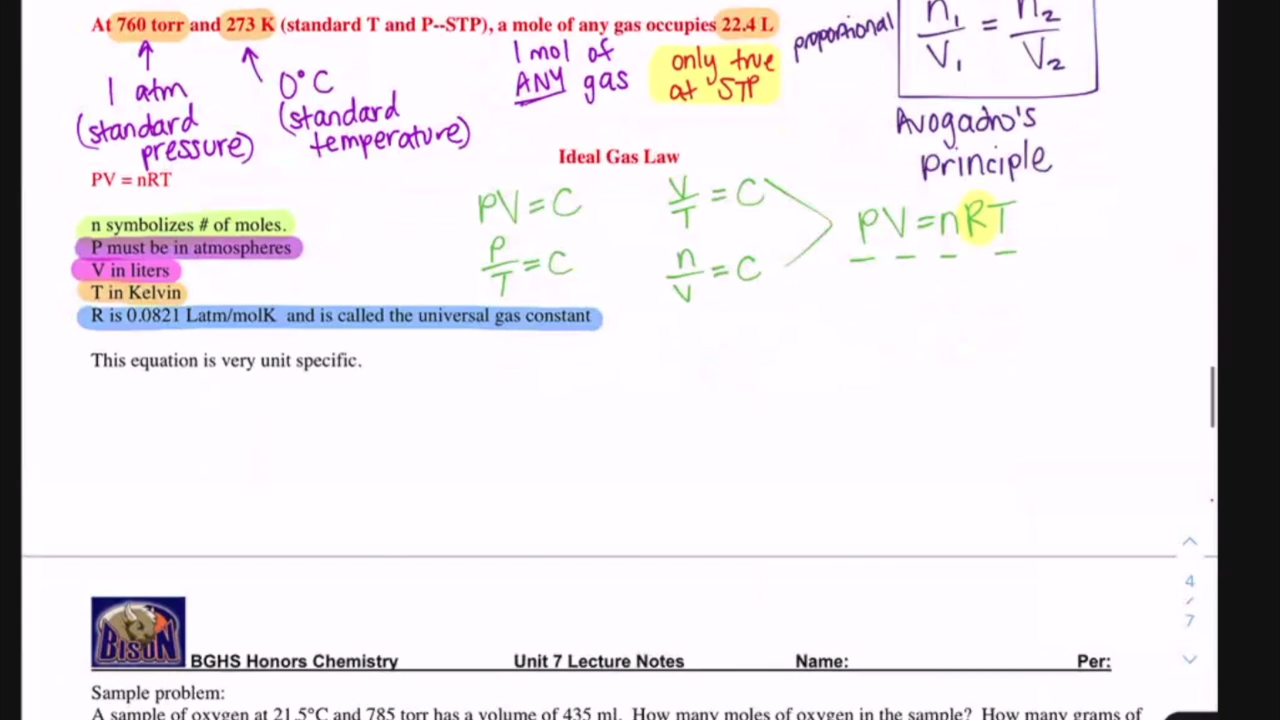 At 760 torr and 273 K (standard T and P--STP), a mole of any gas occupies 22.4 L
1 atm
(standard
pressure)
0°C
(standard
temperature)
1 mol of
ANY gas
only true
at STP
proportional
n₁/V₁ = n₂/V₂
Avogadro's
principle
Ideal Gas Law
PV = nRT
PV = C
P/T = C
V/T = C
n/V = C
PV = nRT
n symbolizes # of moles.
P must be in atmospheres
V in liters
T in Kelvin
R is 0.0821 Latm/molK and is called the universal gas constant
This equation is very unit specific.
4
/
7
BISON
BGHS Honors Chemistry Unit 7 Lecture Notes Name: Per:
Sample problem:
A sample of oxygen at 21.5°C and 785 torr has a volume of 435 ml. How many moles of oxygen in the sample? How many grams of